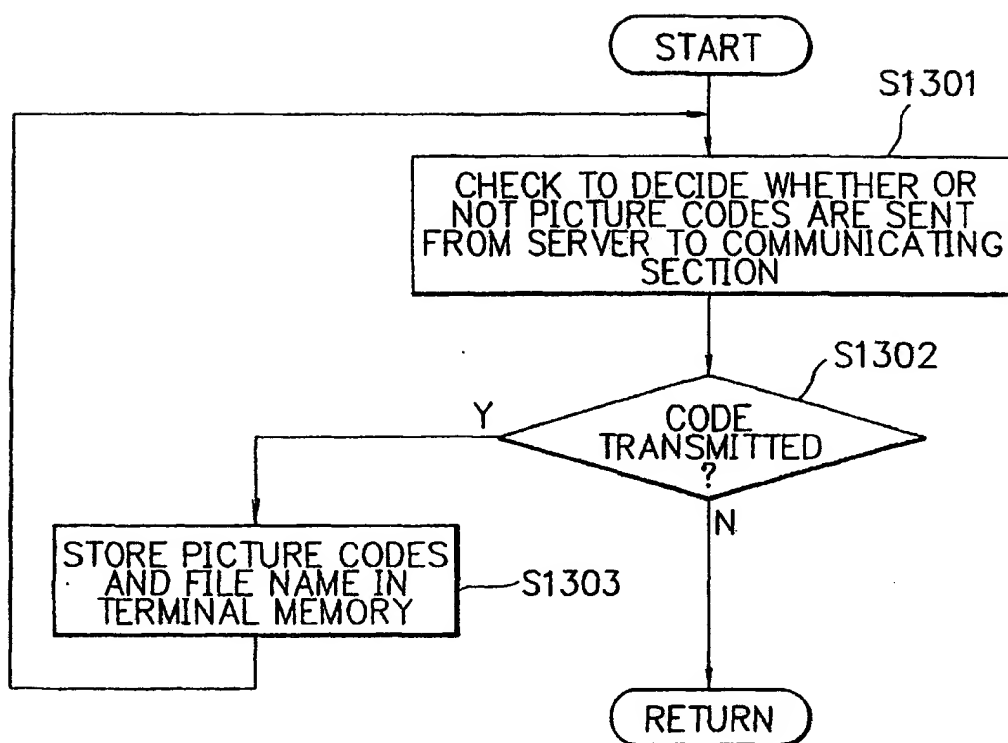 START
S1301
CHECK TO DECIDE WHETHER OR
NOT PICTURE CODES ARE SENT
FROM SERVER TO COMMUNICATING
SECTION
S1302
CODE
TRANSMITTED
?
Y
N
STORE PICTURE CODES
AND FILE NAME IN
TERMINAL MEMORY
S1303
RETURN